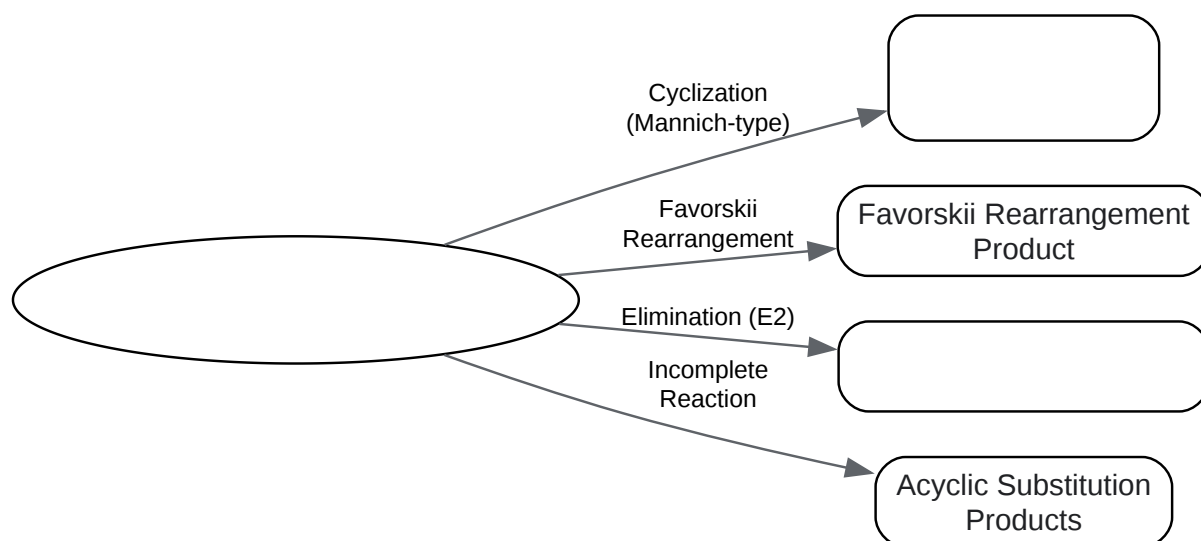 Cyclization
(Mannich-type)
Favorskii
Rearrangement
Favorskii Rearrangement
Product
Elimination (E2)
Incomplete
Reaction
Acyclic Substitution
Products